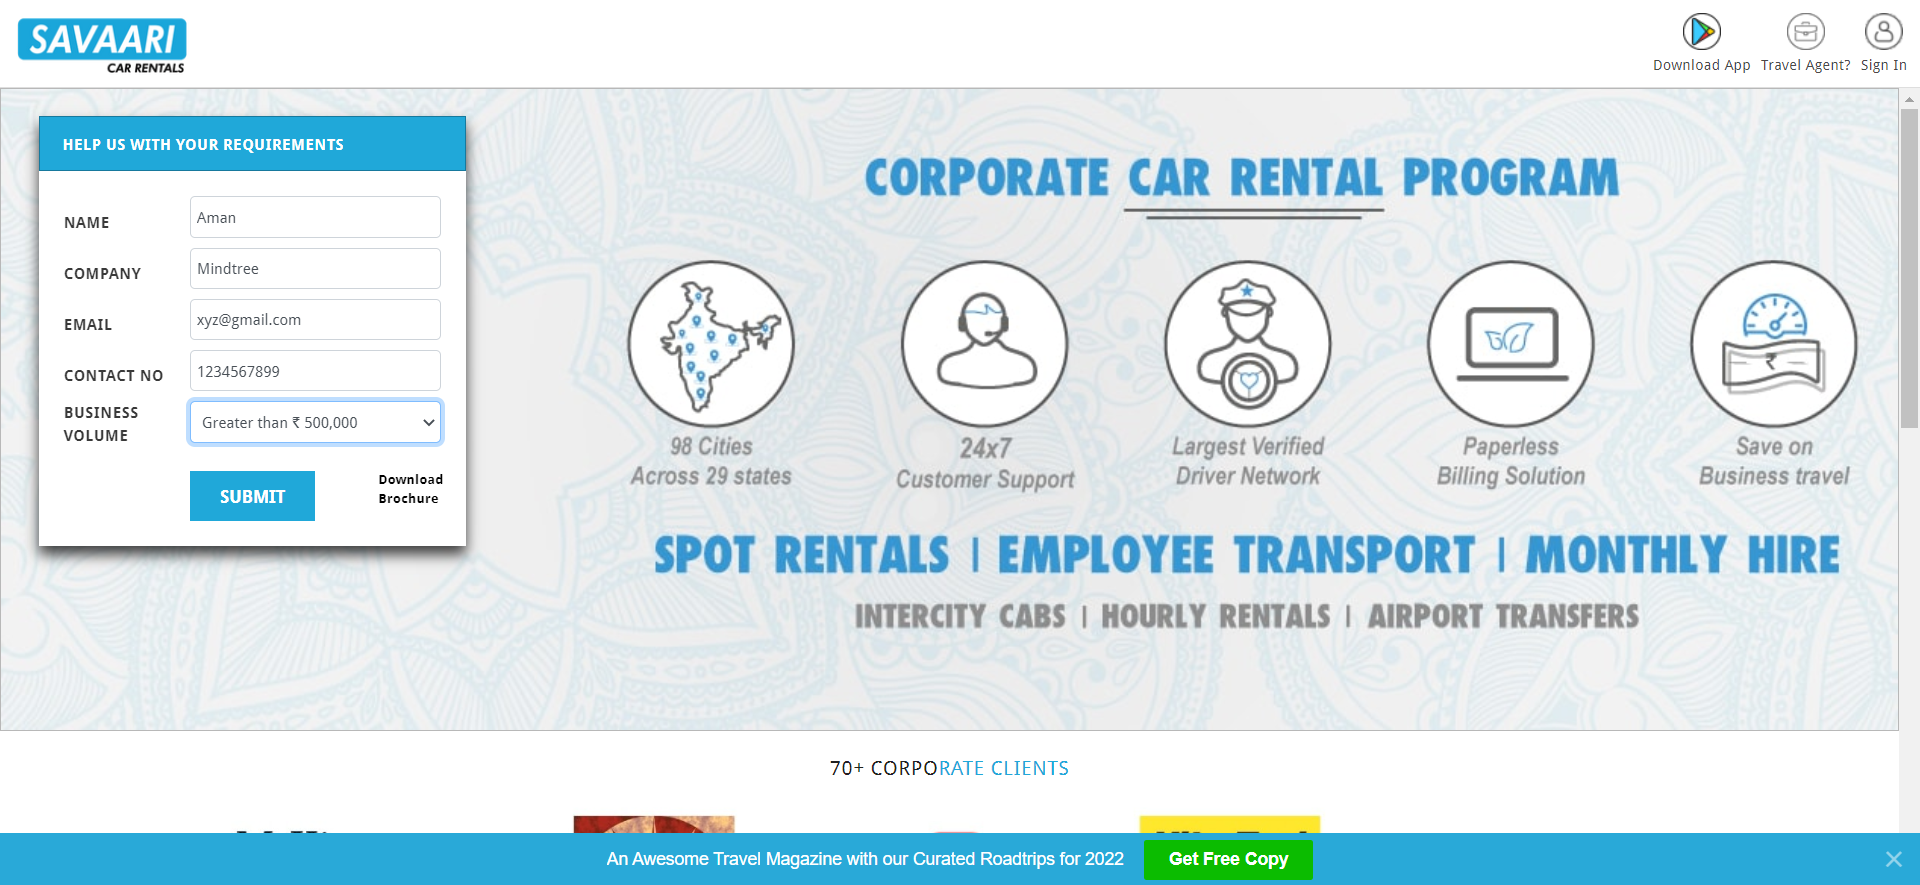 SAVAARI
CAR RENTALS
Download App
Travel Agent?
Sign In
HELP US WITH YOUR REQUIREMENTS
NAME
Aman
COMPANY
Mindtree
EMAIL
xyz@gmail.com
CONTACT NO
1234567899
BUSINESS
VOLUME
Greater than ₹ 500,000
SUBMIT
Download
Brochure
CORPORATE CAR RENTAL PROGRAM
₹
98 Cities
Across 29 states
24x7
Customer Support
Largest Verified
Driver Network
Paperless
Billing Solution
Save on
Business travel
SPOT RENTALS | EMPLOYEE TRANSPORT | MONTHLY HIRE
INTERCITY CABS | HOURLY RENTALS | AIRPORT TRANSFERS
70+ CORPORATE CLIENTS
An Awesome Travel Magazine with our Curated Roadtrips for 2022
Get Free Copy